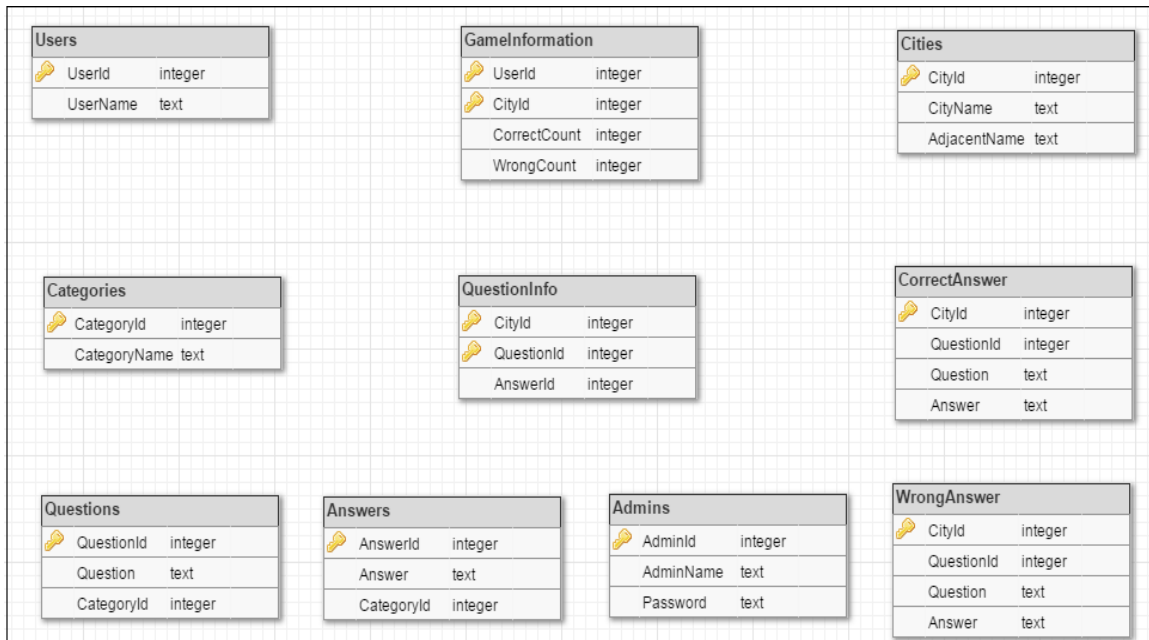 Users
UserId integer
UserName text
GameInformation
UserId integer
CityId integer
CorrectCount integer
WrongCount integer
Cities
CityId integer
CityName text
AdjacentName text
Categories
CategoryId integer
CategoryName text
QuestionInfo
CityId integer
QuestionId integer
AnswerId integer
CorrectAnswer
CityId integer
QuestionId integer
Question text
Answer text
Questions
QuestionId integer
Question text
CategoryId integer
Answers
AnswerId integer
Answer text
CategoryId integer
Admins
AdminId integer
AdminName text
Password text
WrongAnswer
CityId integer
QuestionId integer
Question text
Answer text